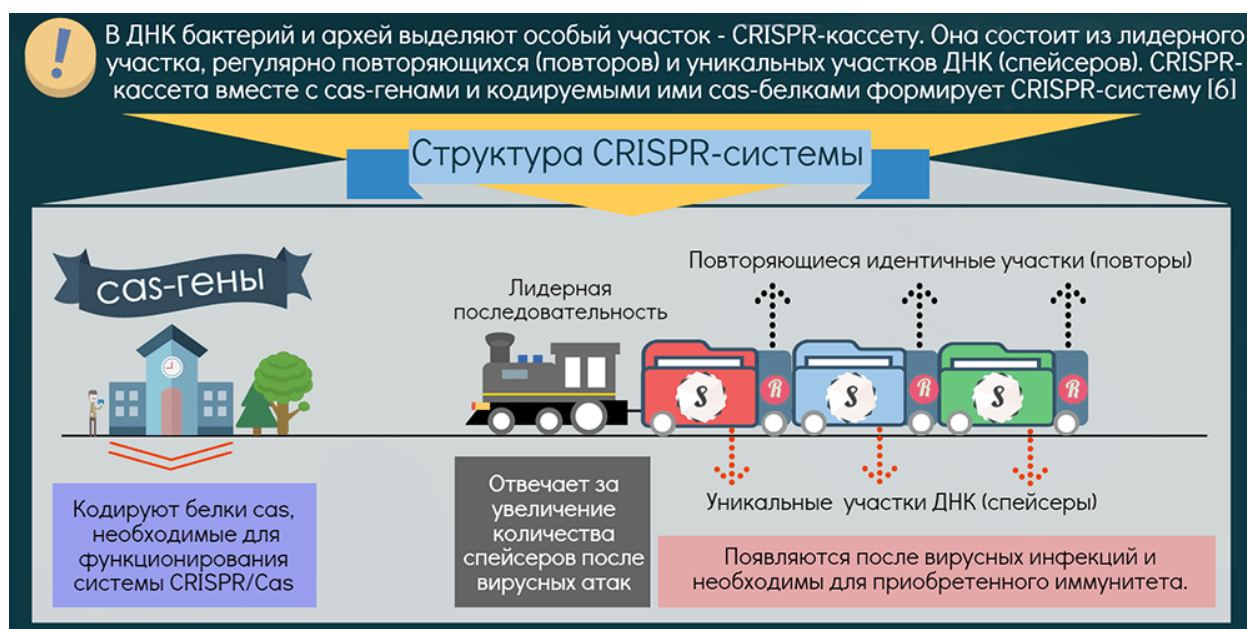 !
В ДНК бактерий и архей выделяют особый участок - CRISPR-кассету. Она состоит из лидерного
участка, регулярно повторяющихся (повторов) и уникальных участков ДНК (спейсеров). CRISPR-
кассета вместе с cas-генами и кодируемыми ими cas-белками формирует CRISPR-систему [6]
Структура CRISPR-системы
cas-гены
Кодируют белки cas,
необходимые для
функционирования
системы CRISPR/Cas
Лидерная
последовательность
Отвечает за
увеличение
количества
спейсеров после
вирусных атак
Повторяющиеся идентичные участки (повторы)
S R S R S R
Уникальные участки ДНК (спейсеры)
Появляются после вирусных инфекций и
необходимы для приобретенного иммунитета.